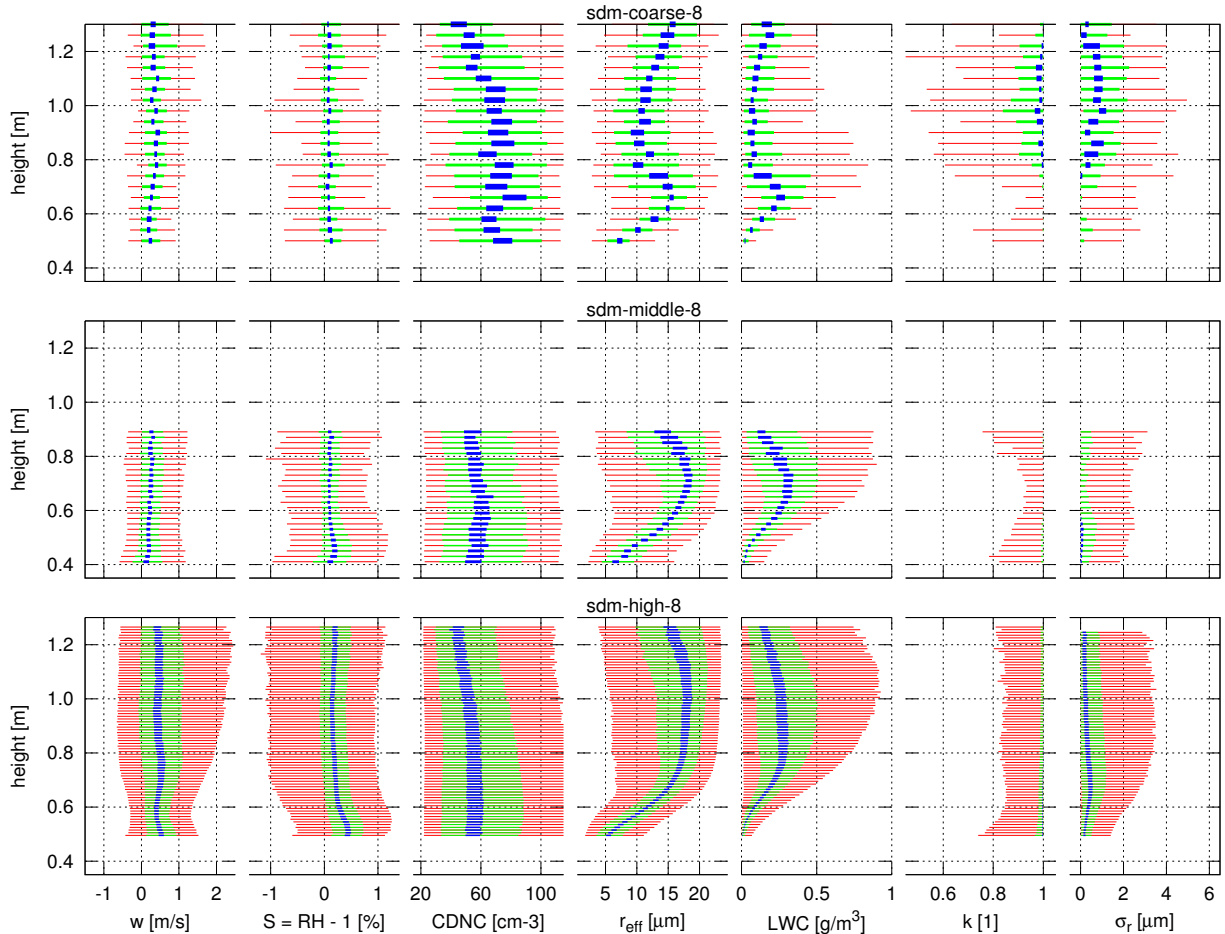 sdm-coarse-8
1.2
1.0
0.8
0.6
0.4
height [m]
sdm-middle-8
1.2
1.0
0.8
0.6
0.4
height [m]
sdm-high-8
1.2
1.0
0.8
0.6
0.4
height [m]
-1 0 1 2
-1 0 1
20 60 100
5 10 15 20
0 0.5 1
0.6 0.8 1
0 2 4 6
w [m/s]
S = RH - 1 [%]
CDNC [cm-3]
r_eff [μm]
LWC [g/m³]
k [1]
σ_r [μm]